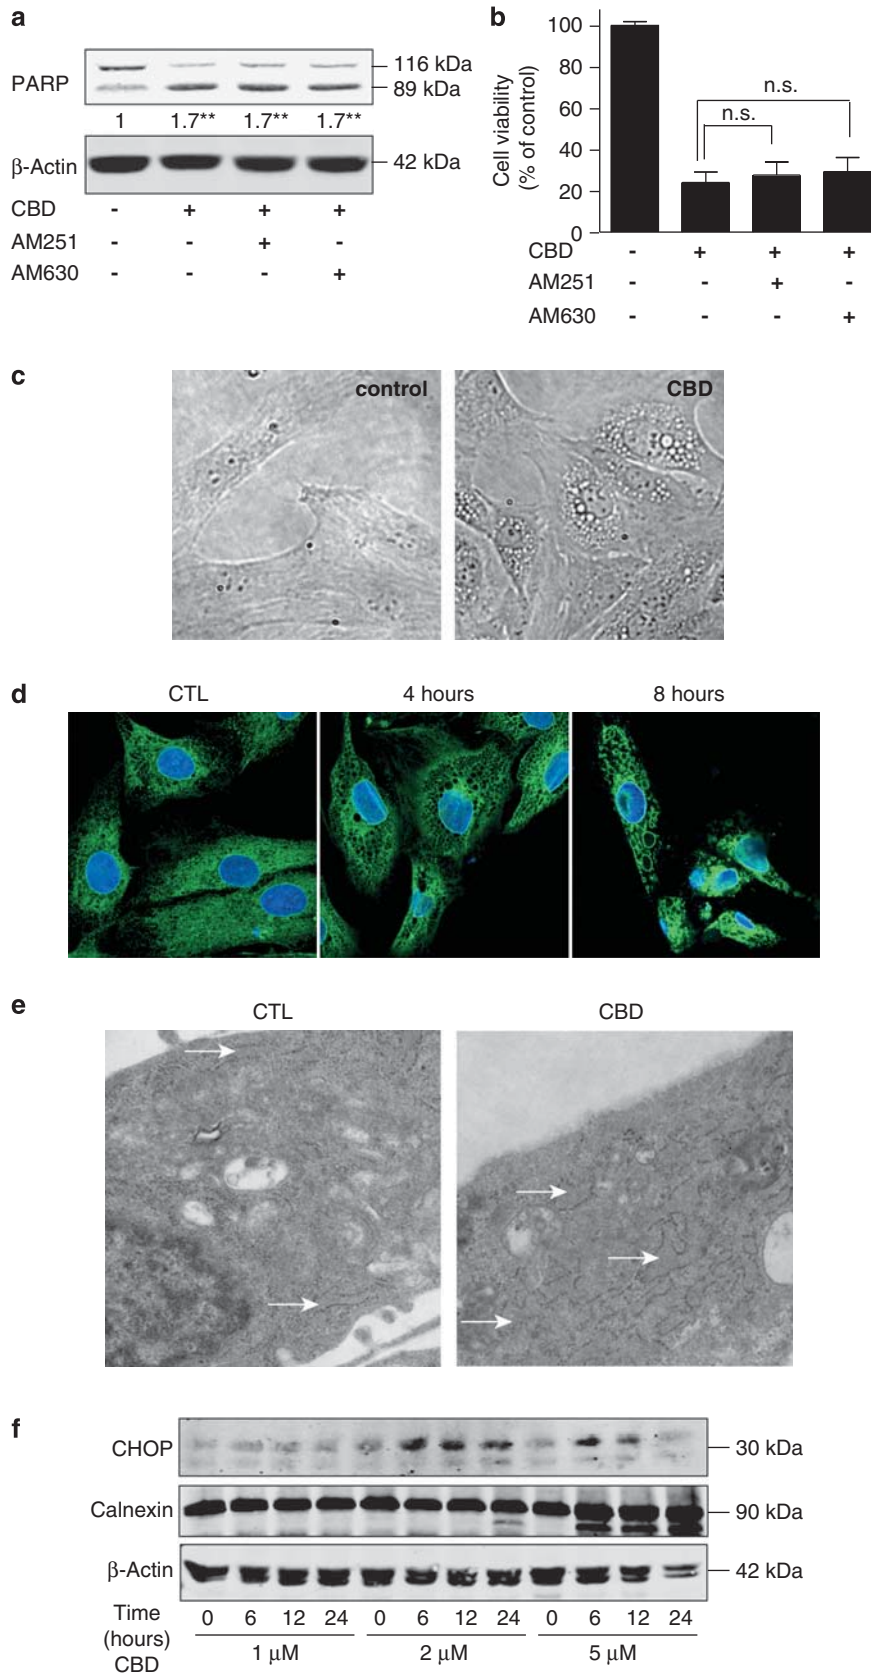 a
PARP
116 kDa
89 kDa
1 1.7** 1.7** 1.7**
β-Actin
42 kDa
CBD - + + +
AM251 - - + -
AM630 - - - +
b
Cell viability
(% of control)
100
80
60
40
20
0
n.s.
n.s.
CBD - + + +
AM251 - - + -
AM630 - - - +
c
control
CBD
d
CTL 4 hours 8 hours
e
CTL CBD
f
CHOP
30 kDa
Calnexin
90 kDa
β-Actin
42 kDa
Time
(hours)
0 6 12 24 0 6 12 24 0 6 12 24
CBD
1 μM 2 μM 5 μM